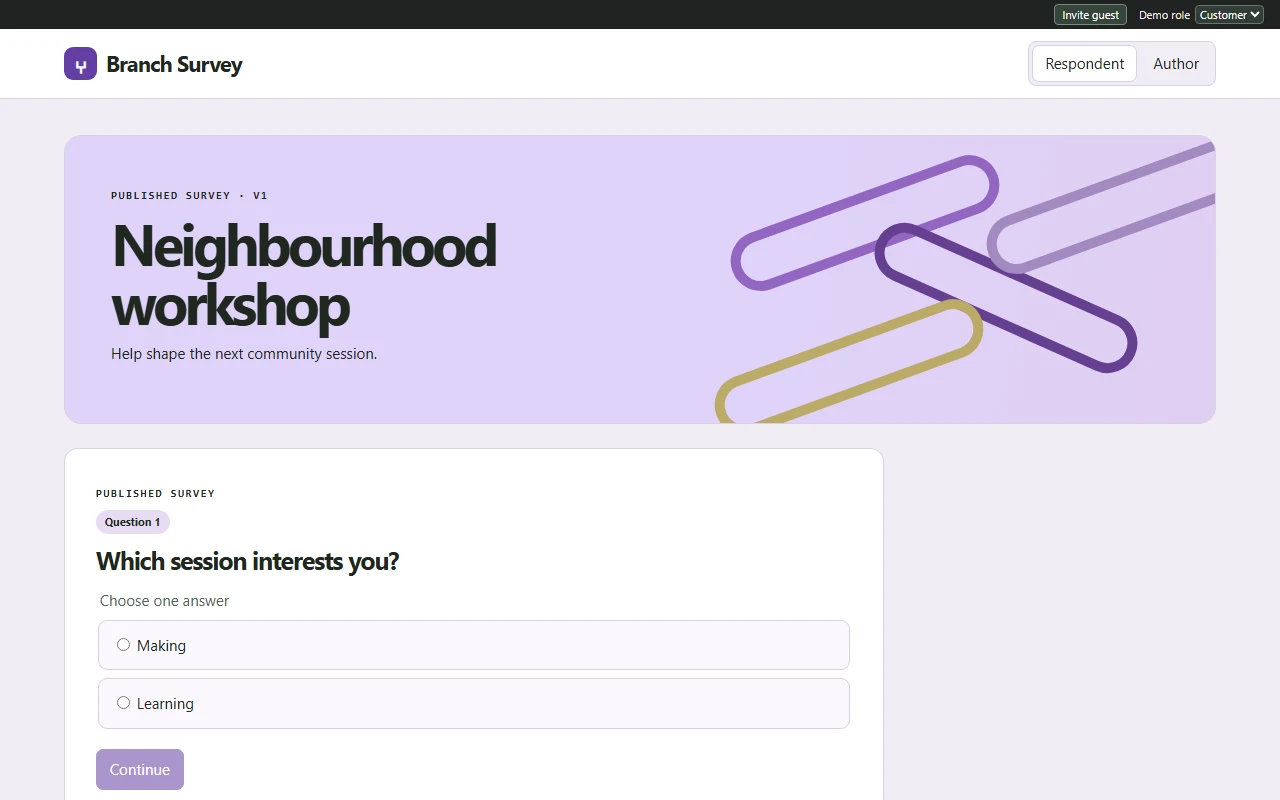 Invite guest Demo role Customer
Branch Survey
Respondent Author
PUBLISHED SURVEY · V1
Neighbourhood
workshop
Help shape the next community session.
PUBLISHED SURVEY
Question 1
Which session interests you?
Choose one answer
Making
Learning
Continue